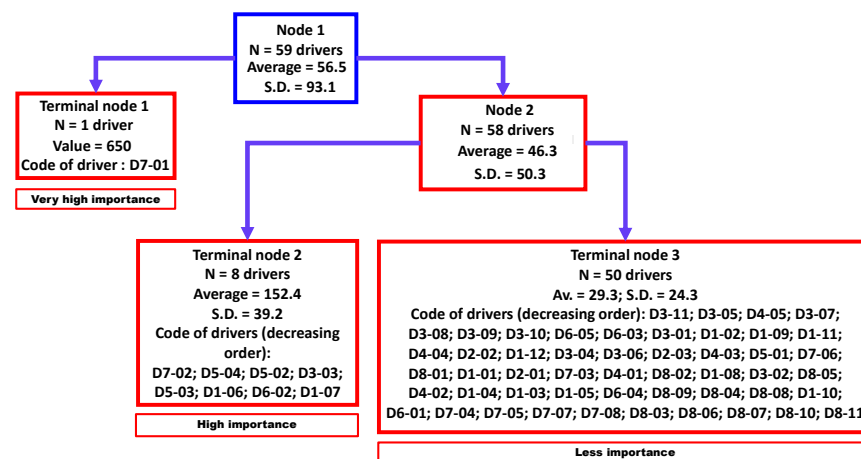 Node 1
N = 59 drivers
Average = 56.5
S.D. = 93.1
Terminal node 1
N = 1 driver
Value = 650
Code of driver : D7-01
Very high importance
Node 2
N = 58 drivers
Average = 46.3
S.D. = 50.3
Terminal node 2
N = 8 drivers
Average = 152.4
S.D. = 39.2
Code of drivers (decreasing
order):
D7-02; D5-04; D5-02; D3-03;
D5-03; D1-06; D6-02; D1-07
High importance
Terminal node 3
N = 50 drivers
Av. = 29.3; S.D. = 24.3
Code of drivers (decreasing order): D3-11; D3-05; D4-05; D3-07;
D3-08; D3-09; D3-10; D6-05; D6-03; D3-01; D1-02; D1-09; D1-11;
D4-04; D2-02; D1-12; D3-04; D3-06; D2-03; D4-03; D5-01; D7-06;
D8-01; D1-01; D2-01; D7-03; D4-01; D8-02; D1-08; D3-02; D8-05;
D4-02; D1-04; D1-03; D1-05; D6-04; D8-09; D8-04; D8-08; D1-10;
D6-01; D7-04; D7-05; D7-07; D7-08; D8-03; D8-06; D8-07; D8-10; D8-11
Less importance